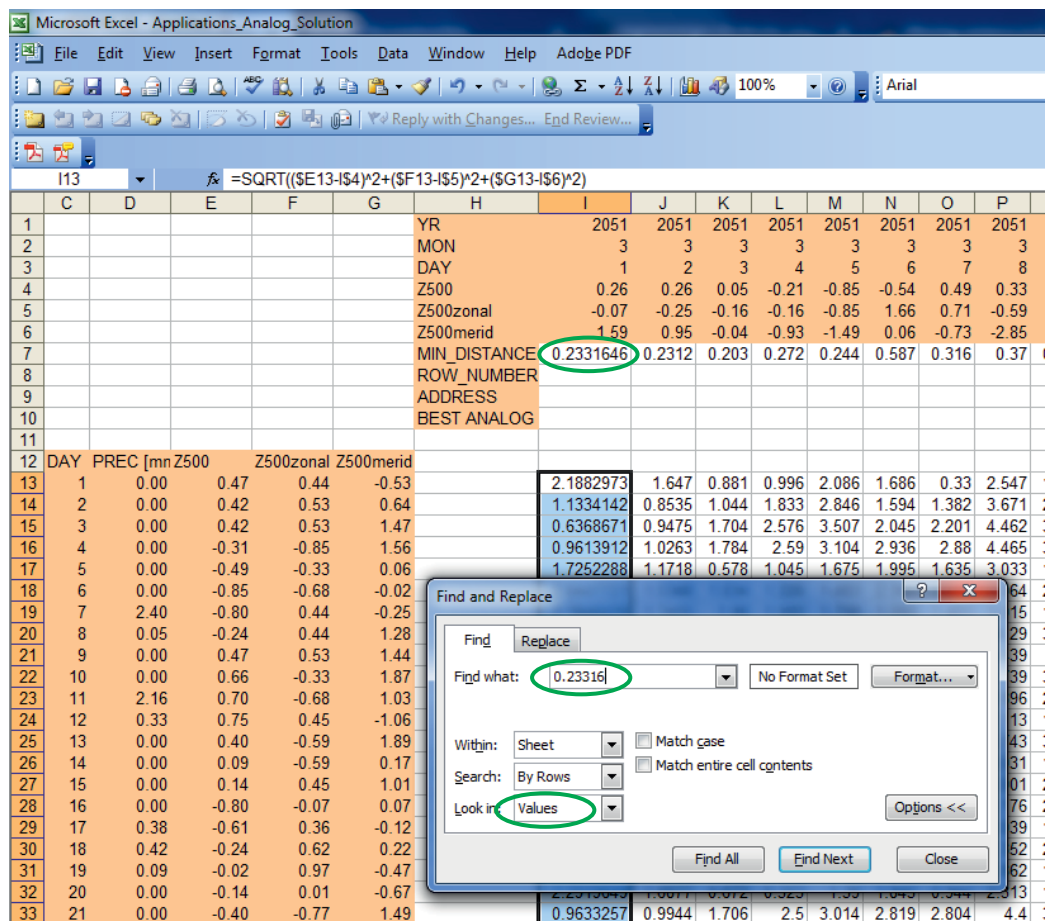 Microsoft Excel - Applications_Analog_Solution
File Edit View Insert Format Tools Data Window Help Adobe PDF
100% Arial
Reply with Changes... End Review...
I13 fx =SQRT(($E13-I$4)^2+($F13-I$5)^2+($G13-I$6)^2)
C D E F G H I J K L M N O P
1 YR 2051 2051 2051 2051 2051 2051 2051 2051
2 MON 3 3 3 3 3 3 3 3
3 DAY 1 2 3 4 5 6 7 8
4 Z500 0.26 0.26 0.05 -0.21 -0.85 -0.54 0.49 0.33
5 Z500zonal -0.07 -0.25 -0.16 -0.16 -0.85 1.66 0.71 -0.59
6 Z500merid 1.59 0.95 -0.04 -0.93 -1.49 0.06 -0.73 -2.85
7 MIN_DISTANCE 0.2331646 0.2312 0.203 0.272 0.244 0.587 0.316 0.37
8 ROW_NUMBER
9 ADDRESS
10 BEST ANALOG
11
12 DAY PREC [mm Z500 Z500zonal Z500merid
13 1 0.00 0.47 0.44 -0.53 2.1882973 1.647 0.881 0.996 2.086 1.686 0.33 2.547
14 2 0.00 0.42 0.53 0.64 1.1334142 0.8535 1.044 1.833 2.846 1.594 1.382 3.671
15 3 0.00 0.42 0.53 1.47 0.6368671 0.9475 1.704 2.576 3.507 2.045 2.201 4.462
16 4 0.00 -0.31 -0.85 1.56 0.9613912 1.0263 1.784 2.59 3.104 2.936 2.88 4.465
17 5 0.00 -0.49 -0.33 0.06 1.7252288 1.1718 0.578 1.045 1.675 1.995 1.635 3.033
18 6 0.00 -0.85 -0.68 -0.02 64
19 7 2.40 -0.80 0.44 -0.25 15
20 8 0.05 -0.24 0.44 1.28 29
21 9 0.00 0.47 0.53 1.44 39
22 10 0.00 0.66 -0.33 1.87 39
23 11 2.16 0.70 -0.68 1.03 96
24 12 0.33 0.75 0.45 -1.06 13
25 13 0.00 0.40 -0.59 1.89 43
26 14 0.00 0.09 -0.59 0.17 31
27 15 0.00 0.14 0.45 1.01 01
28 16 0.00 -0.80 -0.07 0.07 76
29 17 0.38 -0.61 0.36 -0.12 39
30 18 0.42 -0.24 0.62 0.22 52
31 19 0.09 -0.02 0.97 -0.47 62
32 20 0.00 -0.14 0.01 -0.67
33 21 0.00 -0.40 -0.77 1.49 0.9633257 0.9944 1.706 2.5 3.014 2.819 2.804 4.4
Find and Replace
Find Replace
Find what: 0.23316 No Format Set Format...
Within: Sheet Match case
Search: By Rows Match entire cell contents
Look in: Values Options <<
Find All Find Next Close